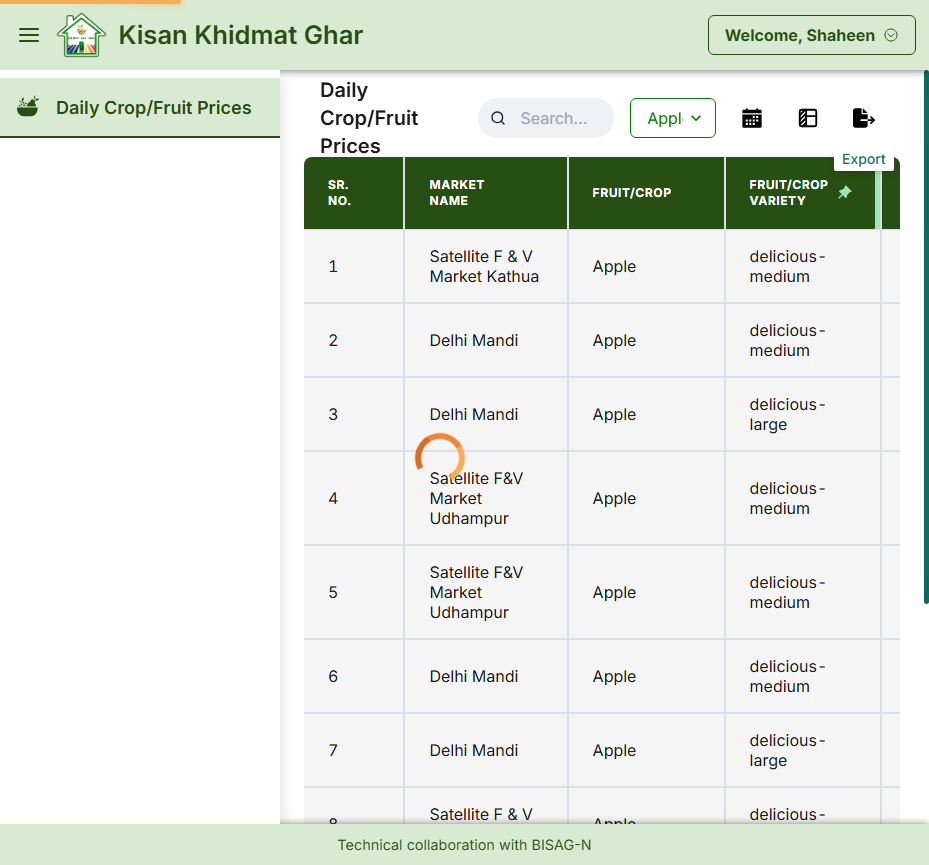 Kisan Khidmat Ghar
Welcome, Shaheen
Daily Crop/Fruit Prices
Daily
Crop/Fruit
Prices
Search...
Appl
Export
SR.
NO.
MARKET
NAME
FRUIT/CROP
FRUIT/CROP
VARIETY
1
Satellite F & V
Market Kathua
Apple
delicious-
medium
2
Delhi Mandi
Apple
delicious-
medium
3
Delhi Mandi
Apple
delicious-
large
4
Satellite F&V
Market
Udhampur
Apple
delicious-
medium
5
Satellite F&V
Market
Udhampur
Apple
delicious-
medium
6
Delhi Mandi
Apple
delicious-
medium
7
Delhi Mandi
Apple
delicious-
large
8
Satellite F & V
Apple
delicious-
Technical collaboration with BISAG-N